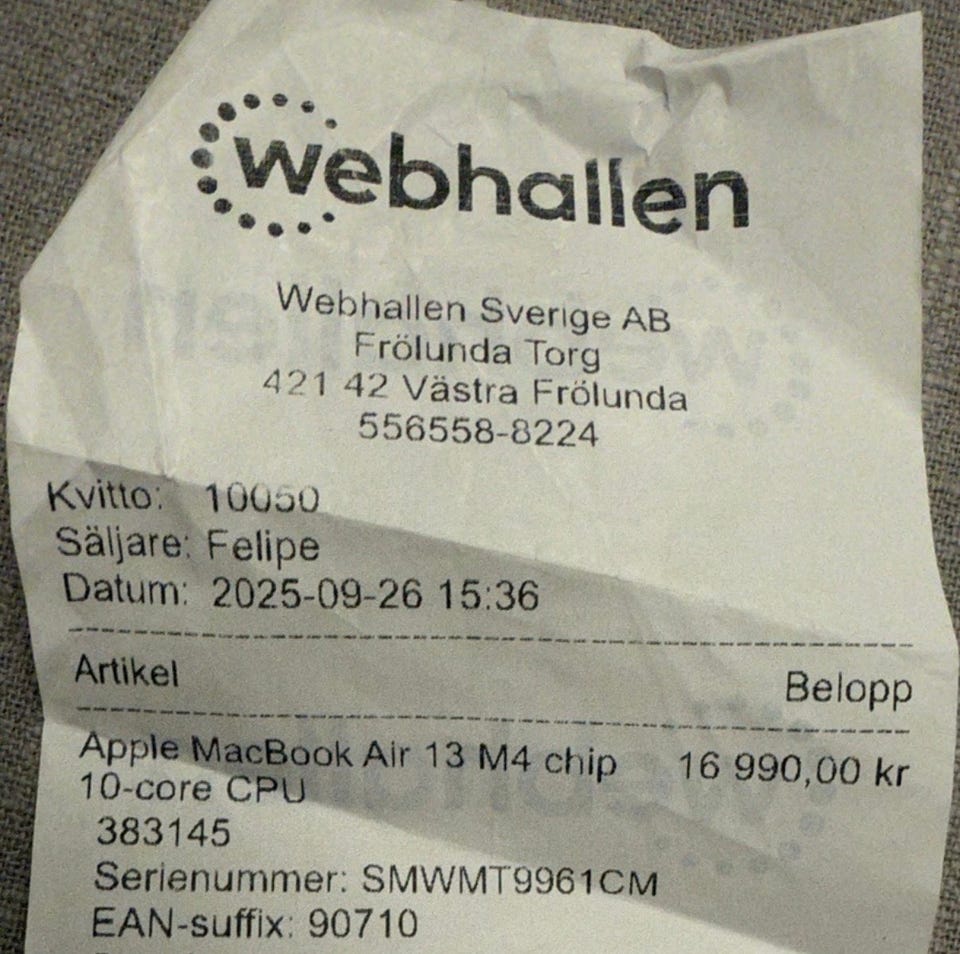 webhallen
Webhallen Sverige AB
Frölunda Torg
421 42 Västra Frölunda
556558-8224
Kvitto: 10050
Säljare: Felipe
Datum: 2025-09-26 15:36
Artikel Belopp
Apple MacBook Air 13 M4 chip 16 990,00 kr
10-core CPU
383145
Serienummer: SMWMT9961CM
EAN-suffix: 90710